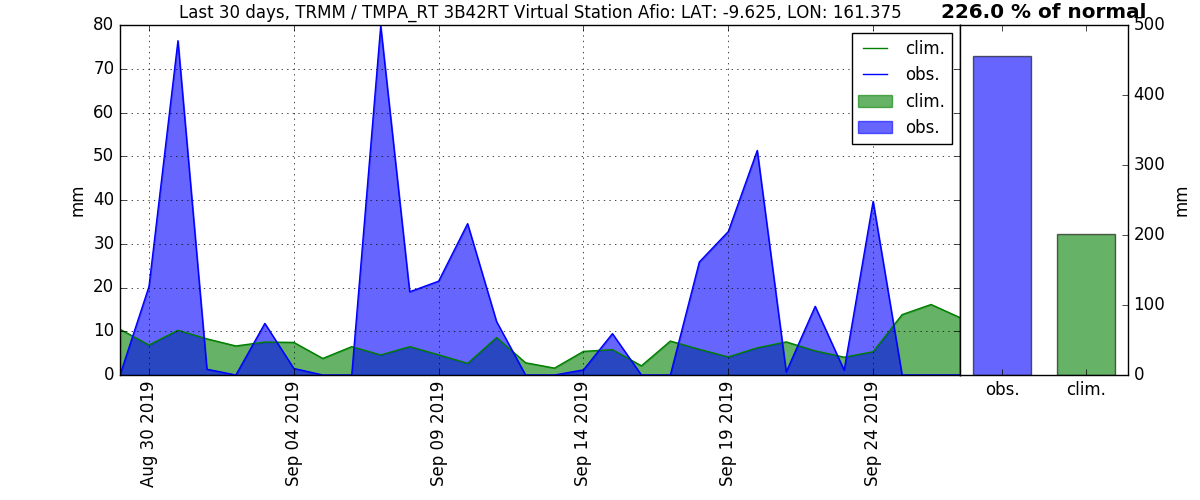 Last 30 days, TRMM / TMPA_RT 3B42RT Virtual Station Afio: LAT: -9.625, LON: 161.375
226.0 % of normal
80
70
60
50
40
30
20
10
0
mm
clim.
obs.
clim.
obs.
Aug 30 2019
Sep 04 2019
Sep 09 2019
Sep 14 2019
Sep 19 2019
Sep 24 2019
500
400
300
200
100
0
mm
obs.
clim.